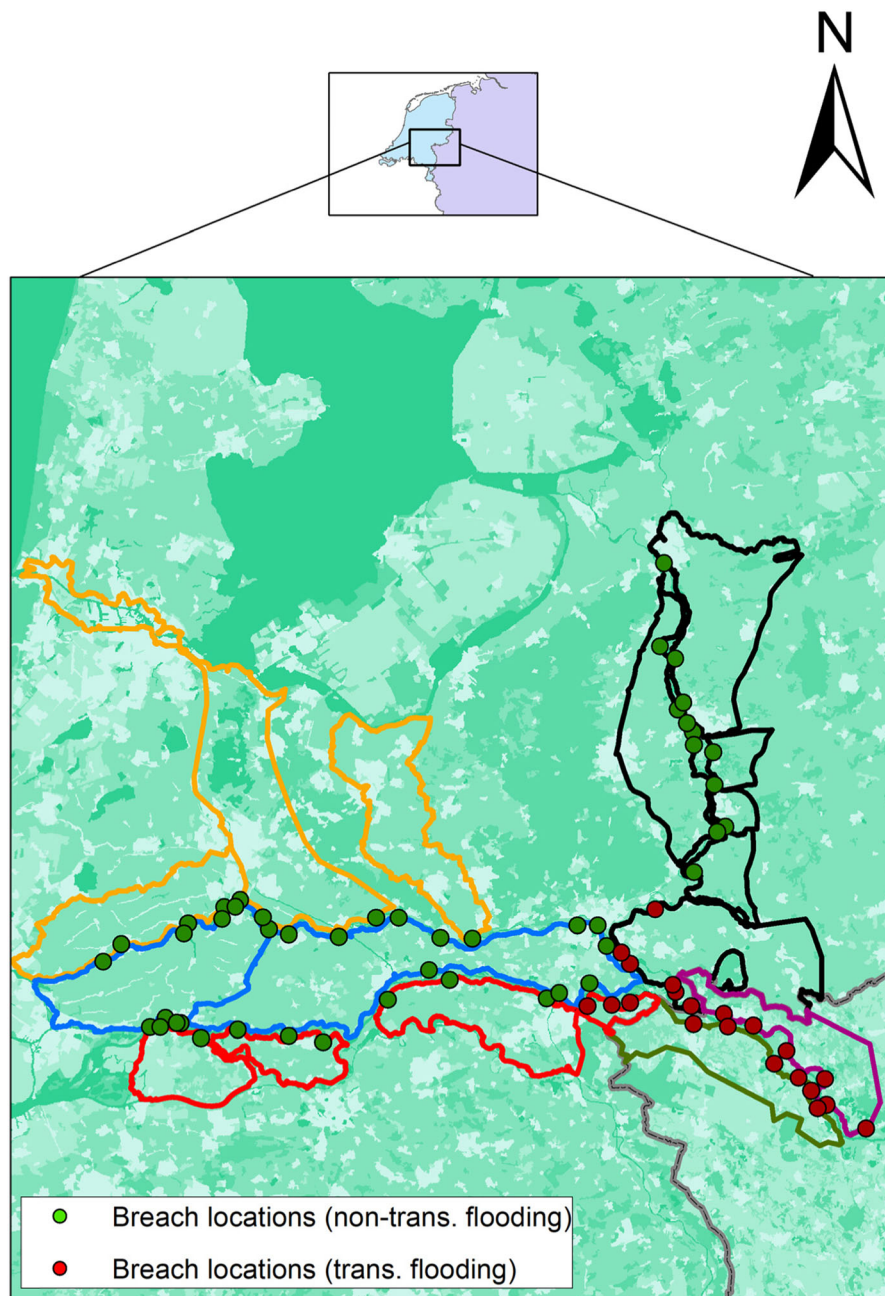 N
Breach locations (non-trans. flooding)
Breach locations (trans. flooding)